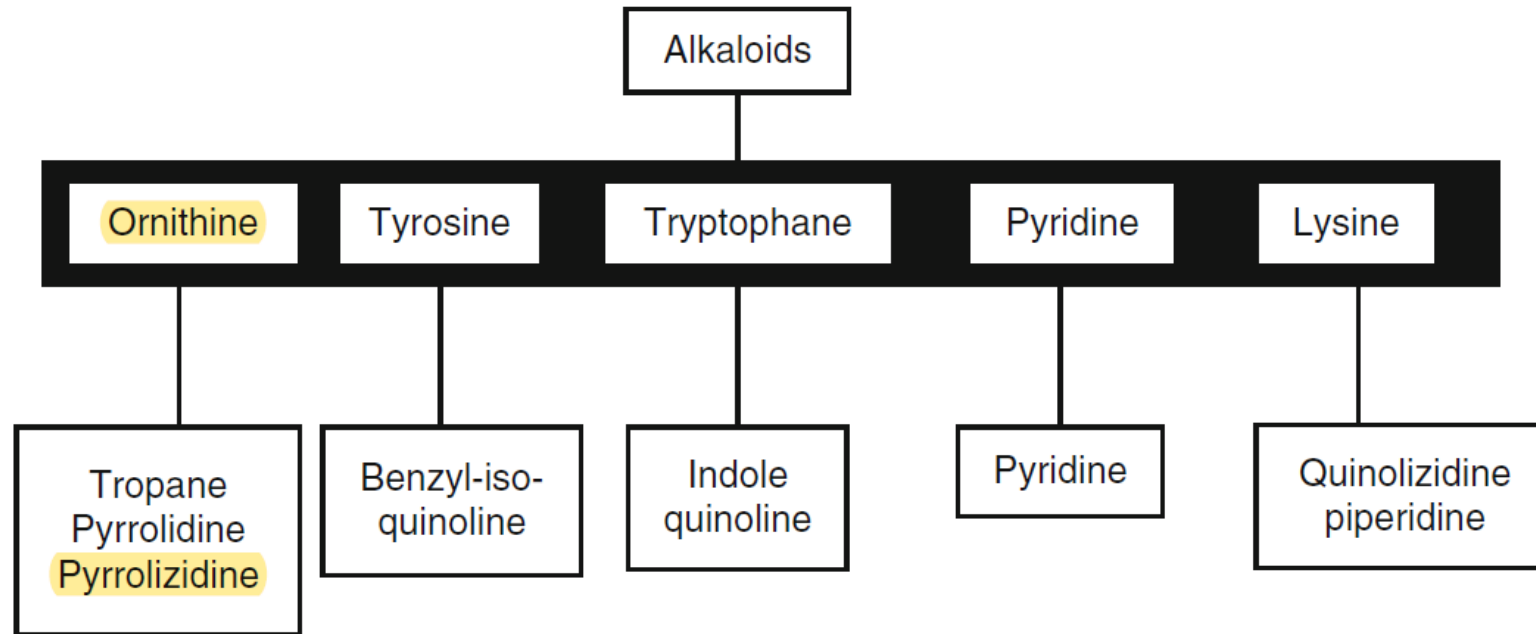 Alkaloids
Ornithine
Tyrosine
Tryptophane
Pyridine
Lysine
Tropane
Pyrrolidine
Pyrrolizidine
Benzyl-iso-
quinoline
Indole
quinoline
Pyridine
Quinolizidine
piperidine